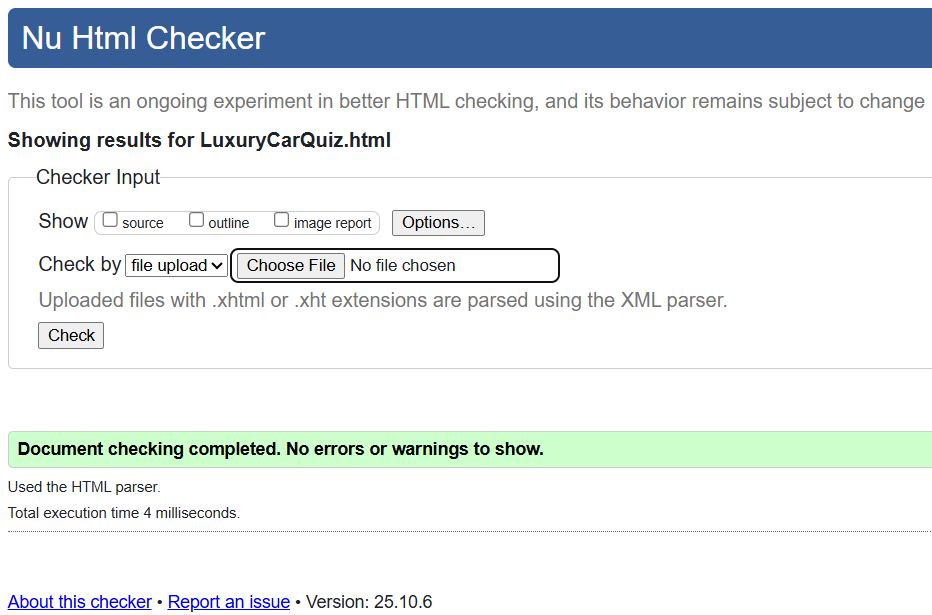 Nu Html Checker
This tool is an ongoing experiment in better HTML checking, and its behavior remains subject to change
Showing results for LuxuryCarQuiz.html
Checker Input
Show source outline image report Options...
Check by file upload Choose File No file chosen
Uploaded files with .xhtml or .xht extensions are parsed using the XML parser.
Check
Document checking completed. No errors or warnings to show.
Used the HTML parser.
Total execution time 4 milliseconds.
About this checker • Report an issue • Version: 25.10.6